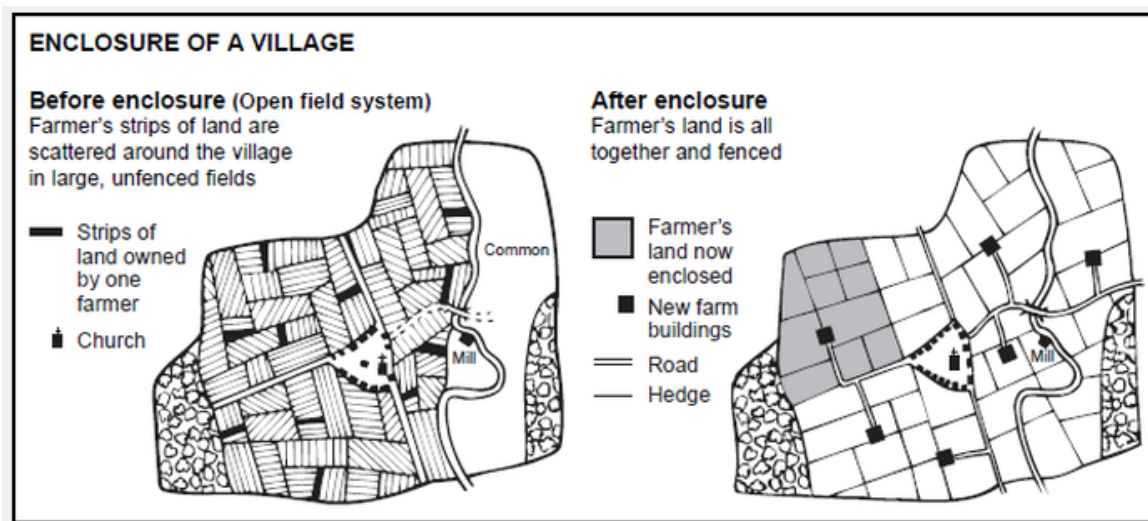 ENCLOSURE OF A VILLAGE
Before enclosure (Open field system)
Farmer's strips of land are
scattered around the village
in large, unfenced fields
Strips of
land owned
by one
farmer
Church
Common
Mill
After enclosure
Farmer's land is all
together and fenced
Farmer's
land now
enclosed
New farm
buildings
Road
Hedge
Mill